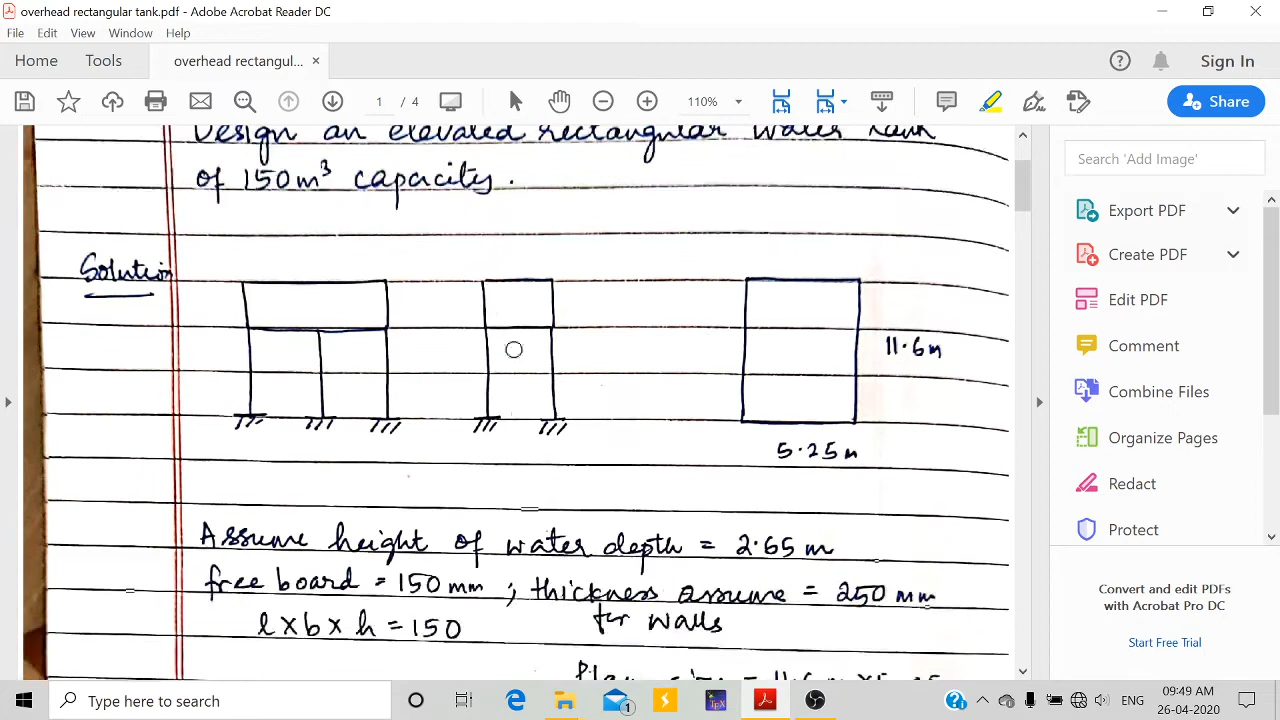 overhead rectangular tank.pdf - Adobe Acrobat Reader DC
File Edit View Window Help
Home Tools overhead rectangul... × Sign In
1 / 4 110% Share
Design an elevated rectangular water tank
of 150m³ capacity.
Solution
11.6m
5.25m
Assume height of water depth = 2.65 m
free board = 150 mm ; thickness assume = 250 mm
for walls
l x b x h = 150
Search 'Add Image'
Export PDF
Create PDF
Edit PDF
Comment
Combine Files
Organize Pages
Redact
Protect
Convert and edit PDFs
with Acrobat Pro DC
Start Free Trial
Type here to search
1
TpX
ENG
09:49 AM
26-04-2020